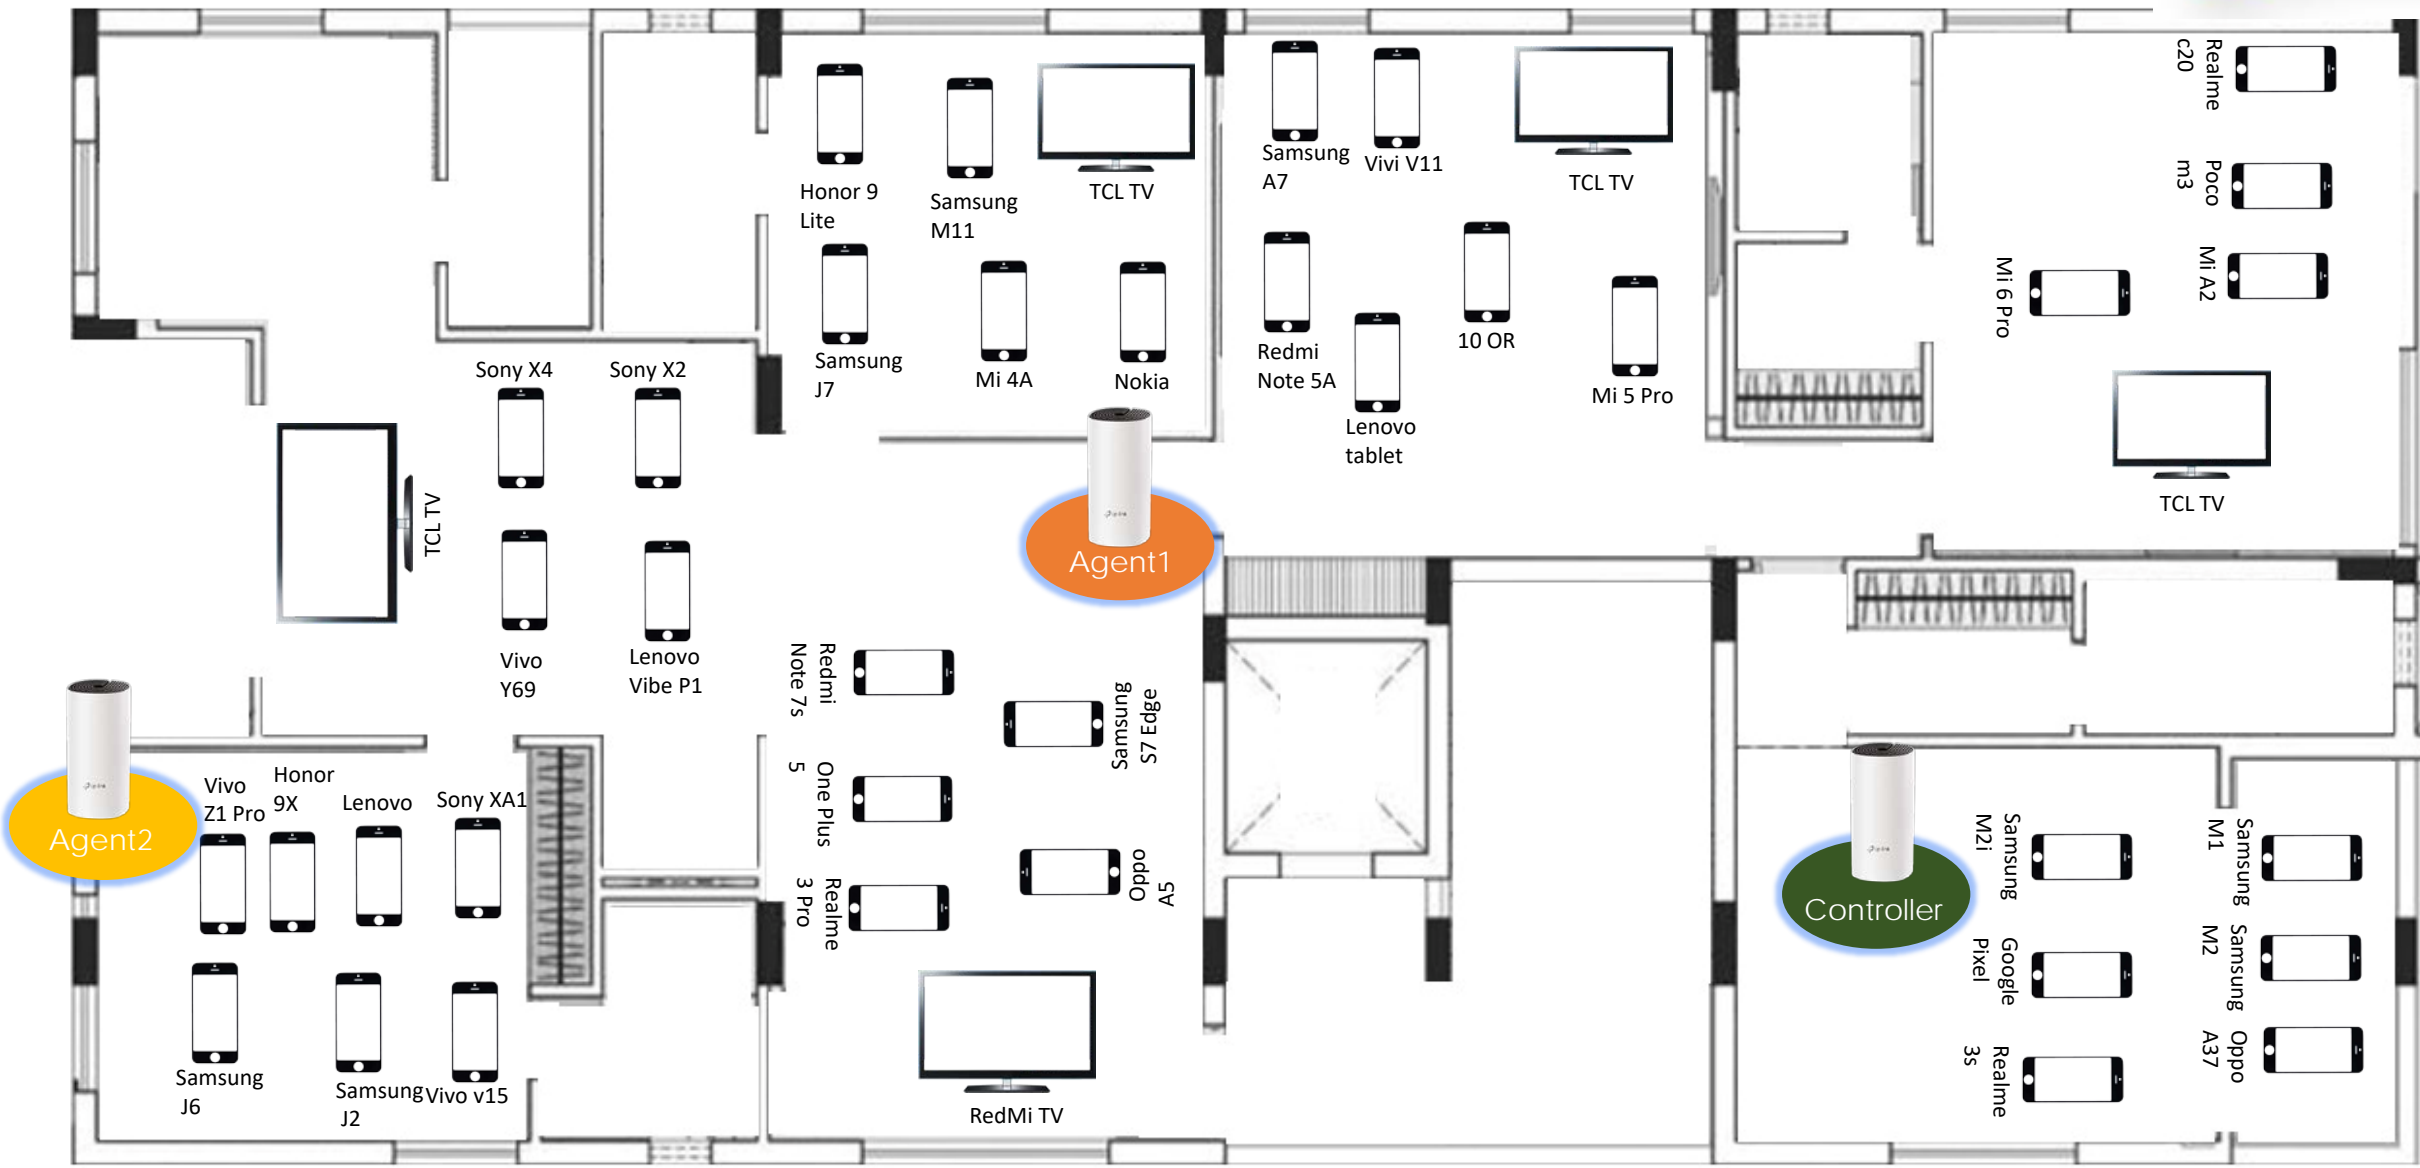 Honor 9
Lite
Samsung
M11
TCL TV
Samsung
J7
Mi 4A
Nokia
Samsung
A7
Vivi V11
TCL TV
Redmi
Note 5A
Lenovo
tablet
10 OR
Mi 5 Pro
Realme
c20
Poco
m3
Mi A2
Mi 6 Pro
TCL TV
Sony X4
Sony X2
TCL TV
Vivo
Y69
Lenovo
Vibe P1
Agent1
Redmi
Note 7s
Samsung
S7 Edge
One Plus
5
Oddo
A5
Realme
3 Pro
RedMi TV
Agent2
Vivo
Z1 Pro
Honor
9X
Lenovo
Sony XA1
Samsung
J6
Samsung
J2
Vivo v15
Controller
Samsung
M2i
Samsung
M1
Google
Pixel
Samsung
M2
Realme
3s
Oppo
A37